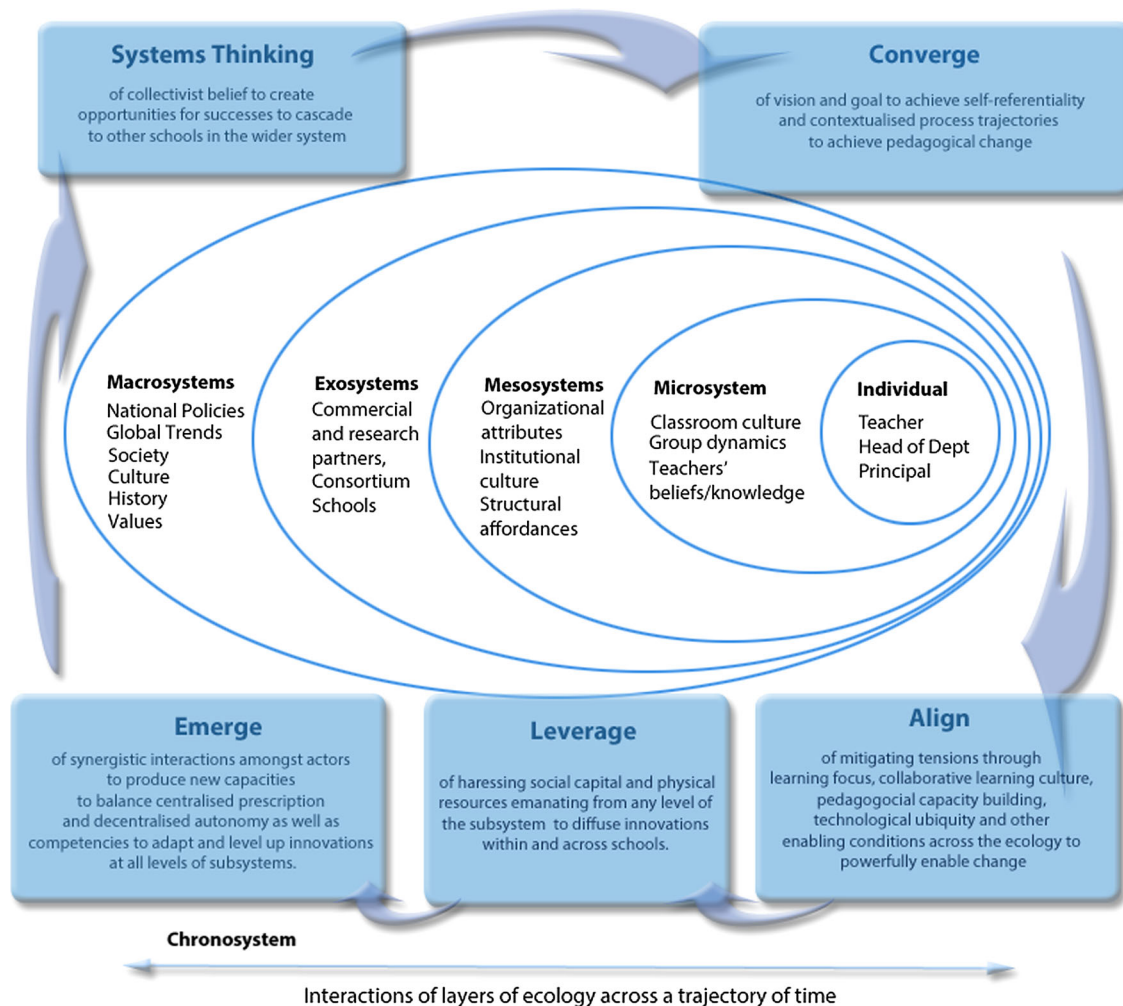 Systems Thinking
of collectivist belief to create
opportunities for successes to cascade
to other schools in the wider system
Converge
of vision and goal to achieve self-referentiality
and contextualised process trajectories
to achieve pedagogical change
Macrosystems
National Policies
Global Trends
Society
Culture
History
Values
Exosystems
Commercial
and research
partners,
Consortium
Schools
Mesosystems
Organizational
attributes
Institutional
culture
Structural
affordances
Microsystem
Classroom culture
Group dynamics
Teachers’
beliefs/knowledge
Individual
Teacher
Head of Dept
Principal
Emerge
of synergistic interactions amongst actors
to produce new capacities
to balance centralised prescription
and decentralised autonomy as well as
competencies to adapt and level up innovations
at all levels of subsystems.
Leverage
of haressing social capital and physical
resources emanating from any level of
the subsystem to diffuse innovations
within and across schools.
Align
of mitigating tensions through
learning focus, collaborative learning culture,
pedagogocial capacity building,
technological ubiquity and other
enabling conditions across the ecology to
powerfully enable change
Chronosystem
Interactions of layers of ecology across a trajectory of time